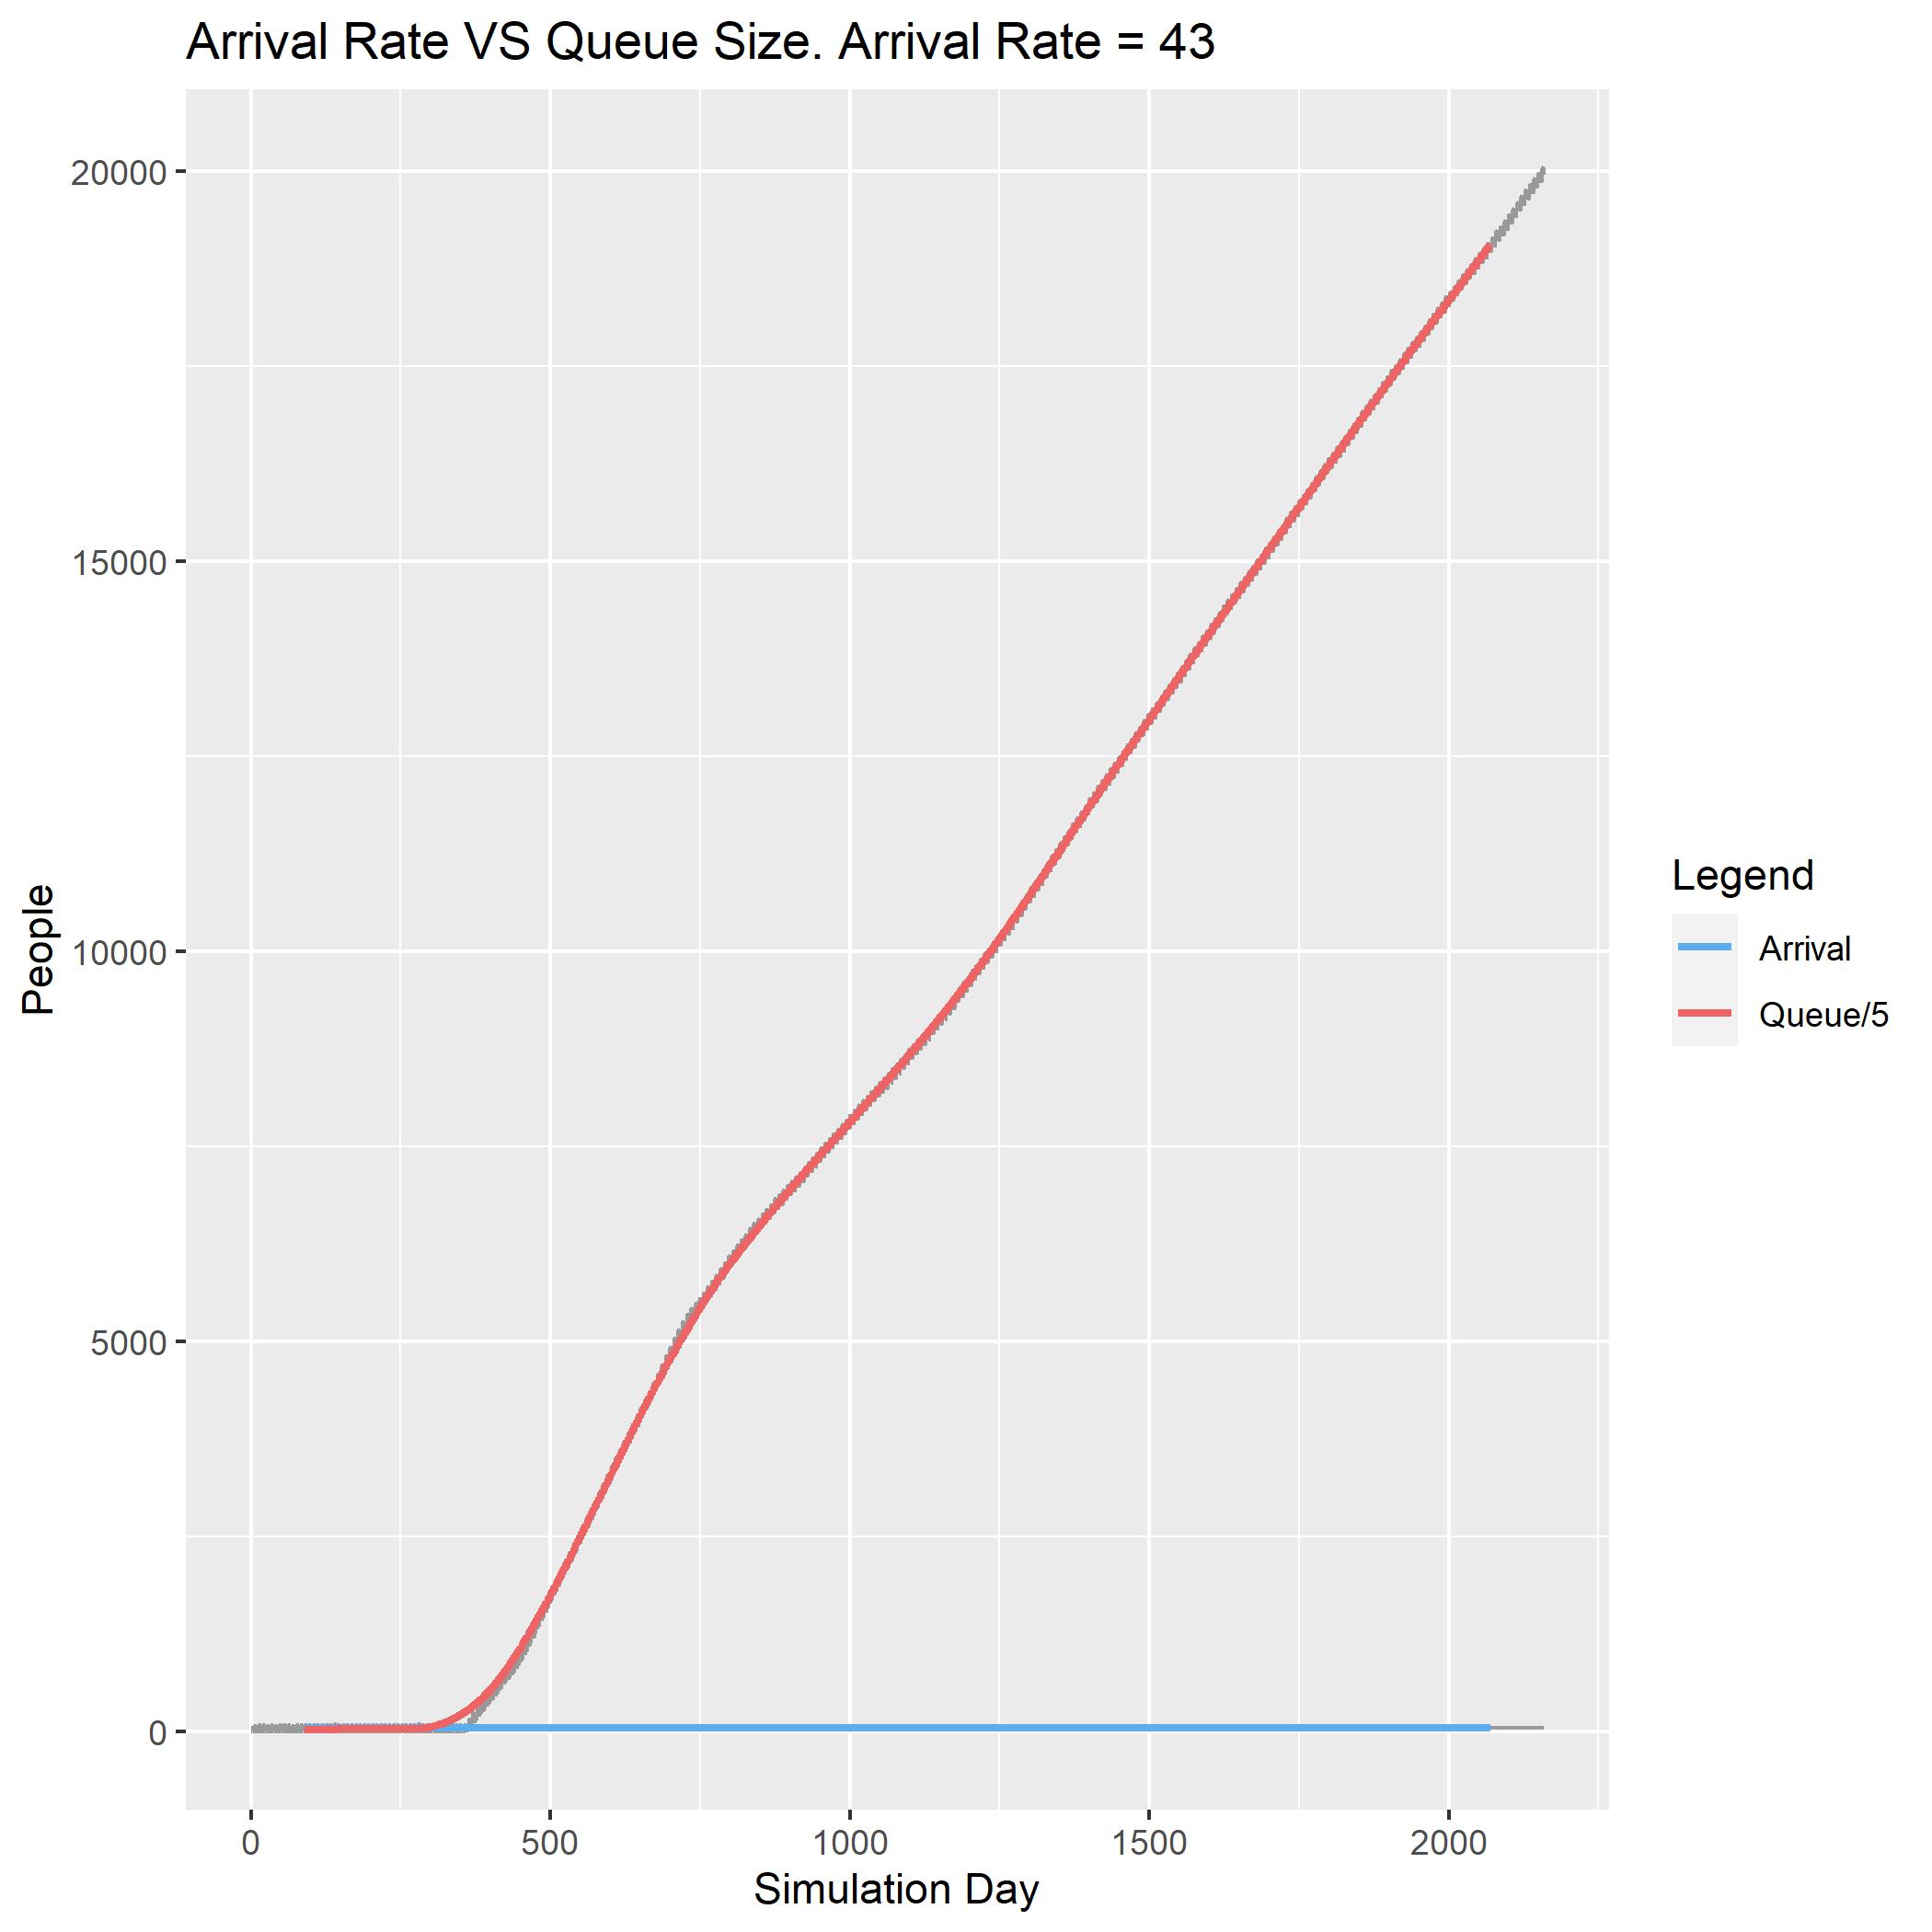 Arrival Rate VS Queue Size. Arrival Rate = 43
20000
15000
10000
5000
0
People
0 500 1000 1500 2000
Simulation Day
Legend
Arrival
Queue/5